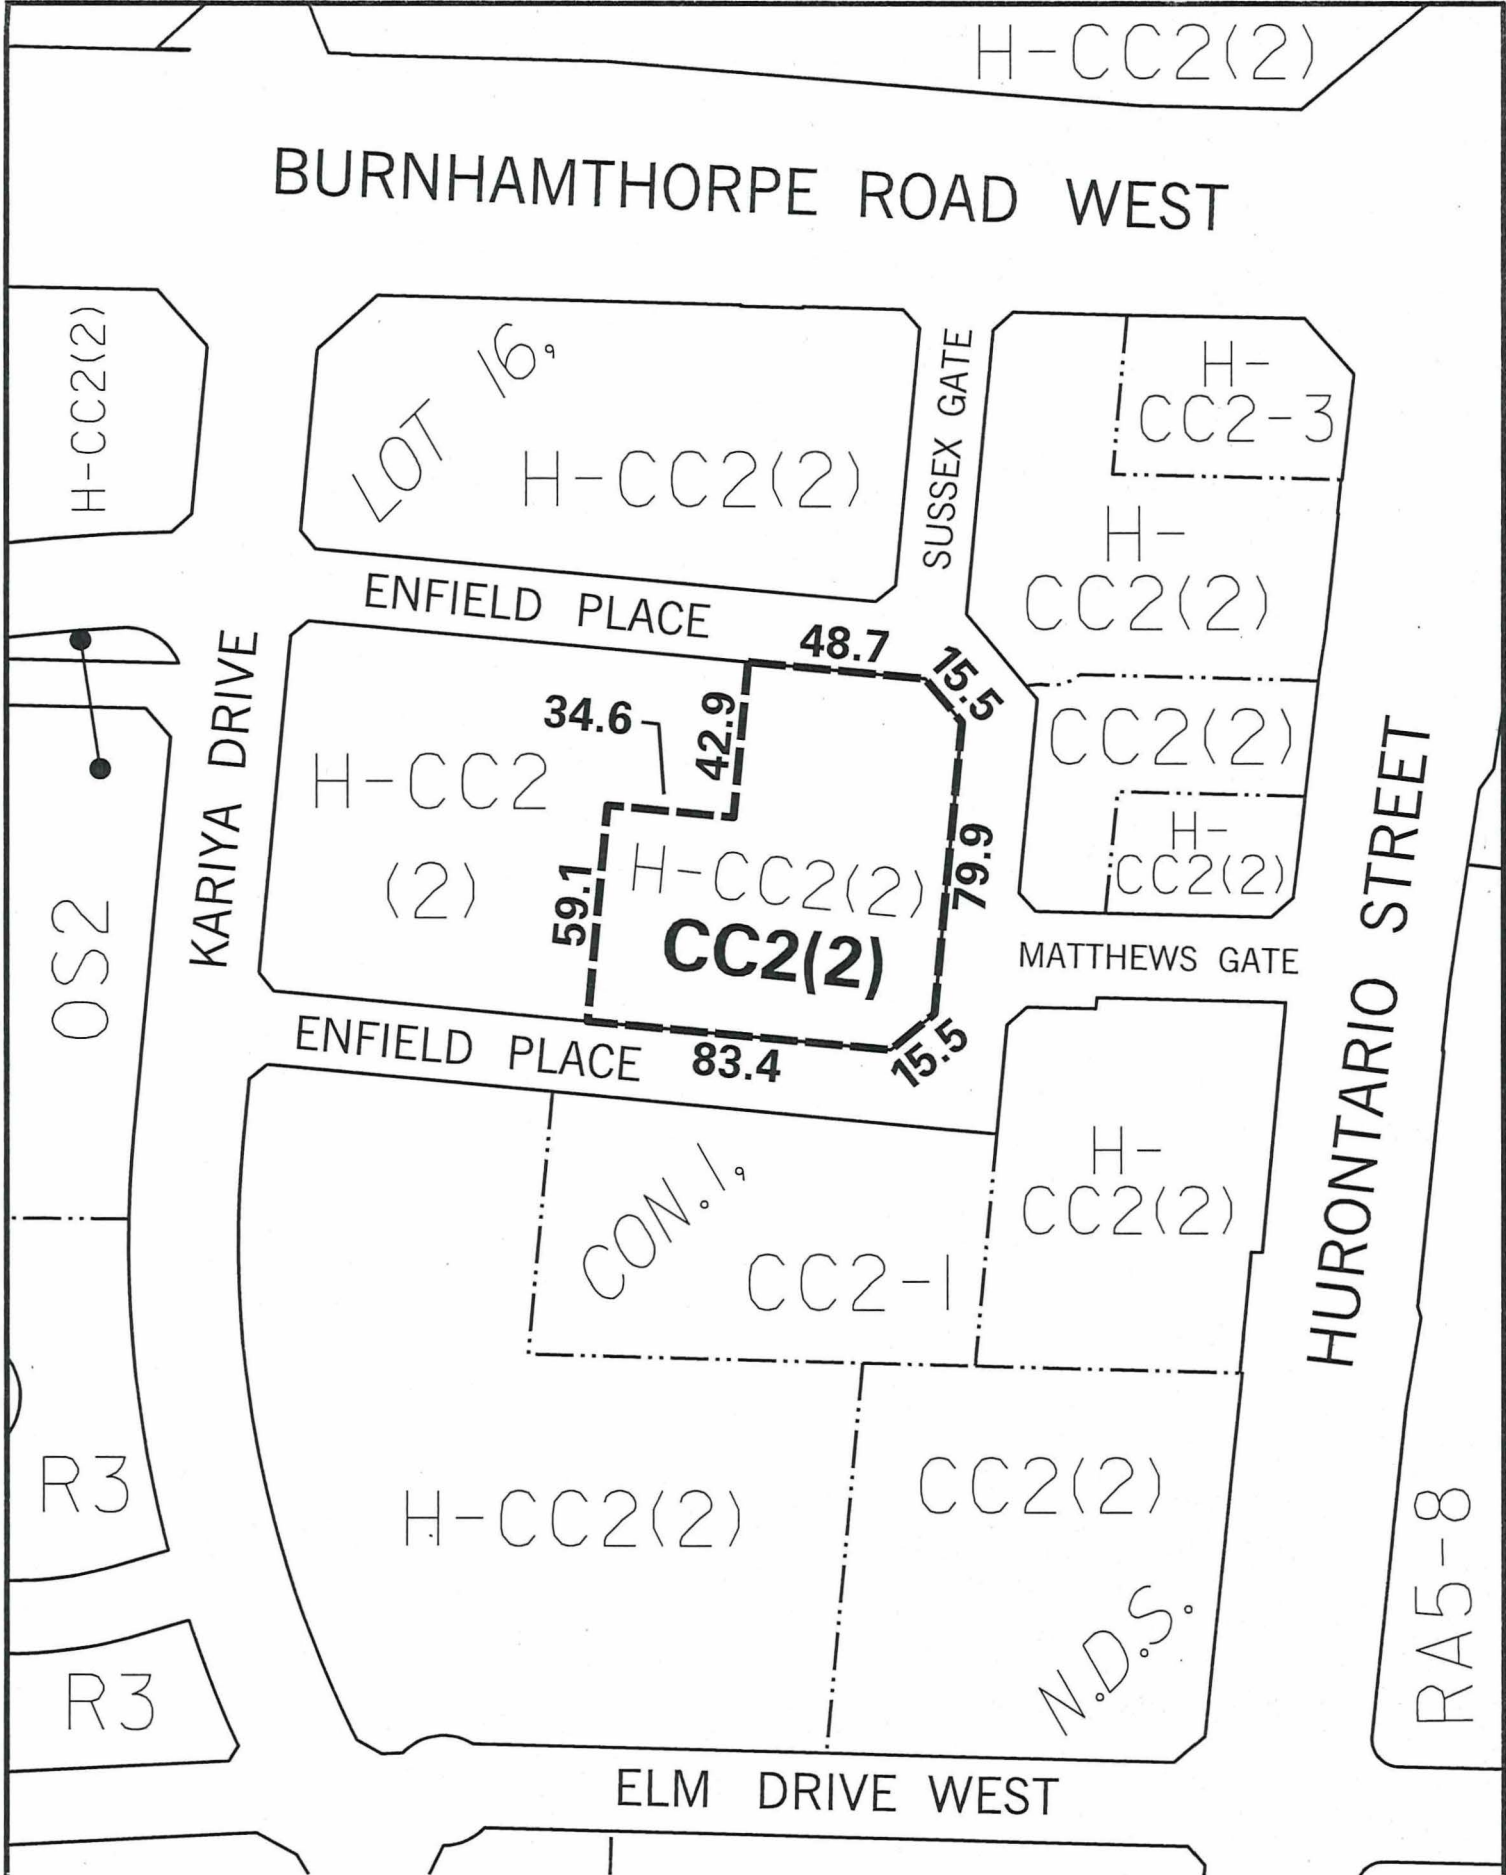 H-CC2(2)
BURNHAMTHORPE ROAD WEST
H-CC2(2)
LOT 16,
H-CC2(2)
SUSSEX GATE
H-
CC2-3
H-
CC2(2)
ENFIELD PLACE
KARIYA DRIVE
48.7
15.5
34.6
42.9
H-CC2
(2)
CC2(2)
H-
CC2(2)
H-CC2(2)
CC2(2)
59.1
79.9
OS2
MATTHEWS GATE
ENFIELD PLACE
83.4
15.5
HURONTARIO STREET
CON. 1,
CC2-1
H-
CC2(2)
R3
H-CC2(2)
CC2(2)
RA5-8
N.D.S.
R3
ELM DRIVE WEST